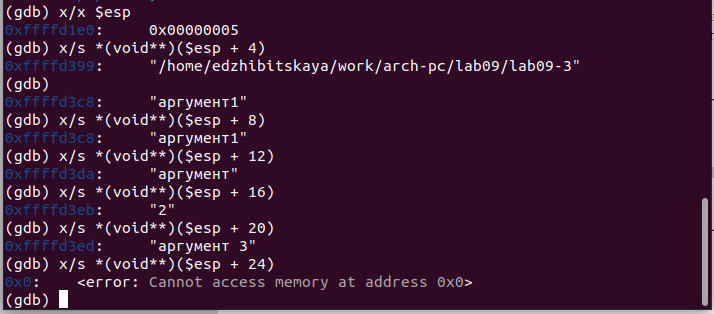 (gdb) x/x $esp
0xffffd1e0:     0x00000005
(gdb) x/s *(void**)($esp + 4)
0xffffd399:     "/home/edzhibitskaya/work/arch-pc/lab09/lab09-3"
(gdb)
0xffffd3c8:     "аргумент1"
(gdb) x/s *(void**)($esp + 8)
0xffffd3c8:     "аргумент1"
(gdb) x/s *(void**)($esp + 12)
0xffffd3da:     "аргумент"
(gdb) x/s *(void**)($esp + 16)
0xffffd3eb:     "2"
(gdb) x/s *(void**)($esp + 20)
0xffffd3ed:     "аргумент 3"
(gdb) x/s *(void**)($esp + 24)
0x0:    <error: Cannot access memory at address 0x0>
(gdb)